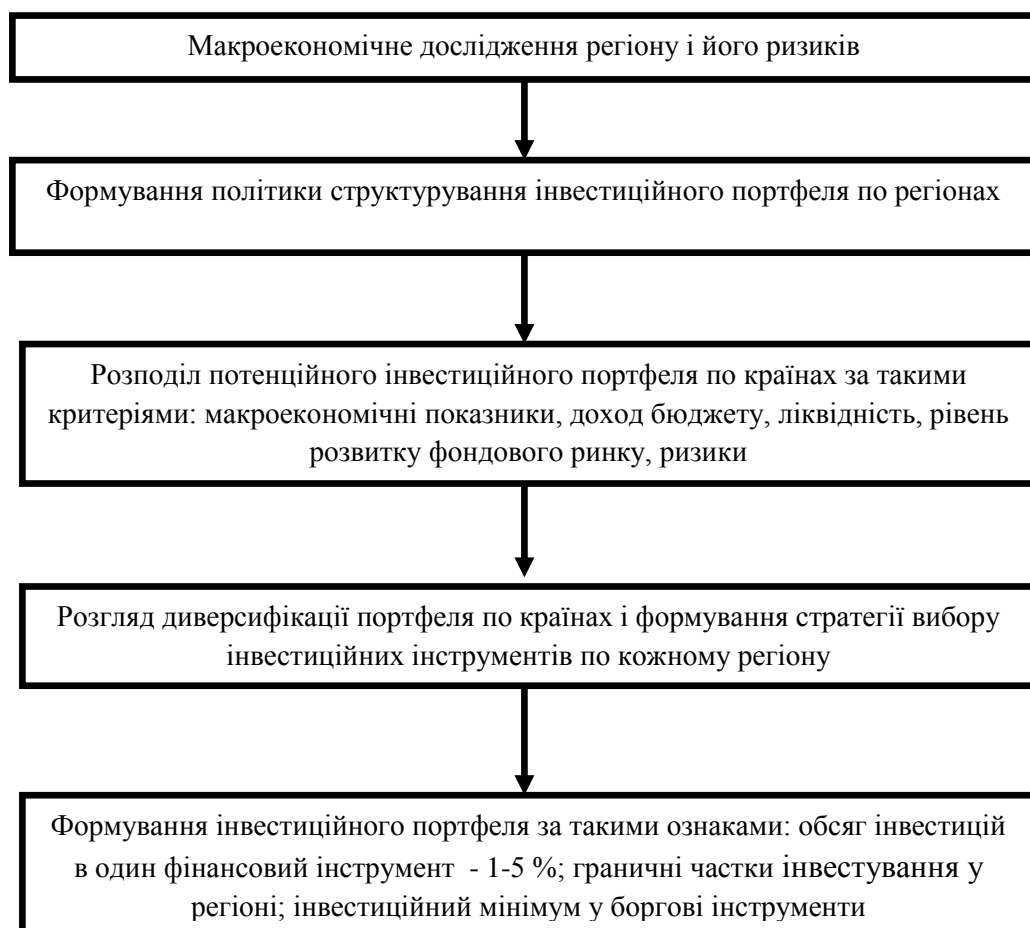 Макроекономічне дослідження регіону і його ризиків
Формування політики структурування інвестиційного портфеля по регіонах
Розподіл потенційного інвестиційного портфеля по країнах за такими
критеріями: макроекономічні показники, доход бюджету, ліквідність, рівень
розвитку фондового ринку, ризики
Розгляд диверсифікації портфеля по країнах і формування стратегії вибору
інвестиційних інструментів по кожному регіону
Формування інвестиційного портфеля за такими ознаками: обсяг інвестицій
в один фінансовий інструмент - 1-5 %; граничні частки інвестування у
регіоні; інвестиційний мінімум у боргові інструменти